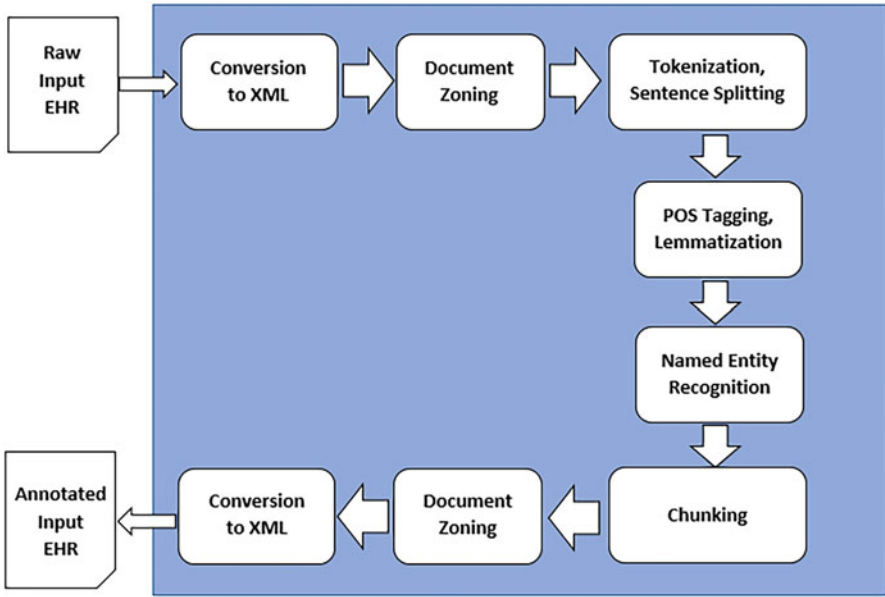 Raw
Input
EHR
Conversion
to XML
Document
Zoning
Tokenization,
Sentence Splitting
POS Tagging,
Lemmatization
Named Entity
Recognition
Chunking
Document
Zoning
Conversion
to XML
Annotated
Input
EHR